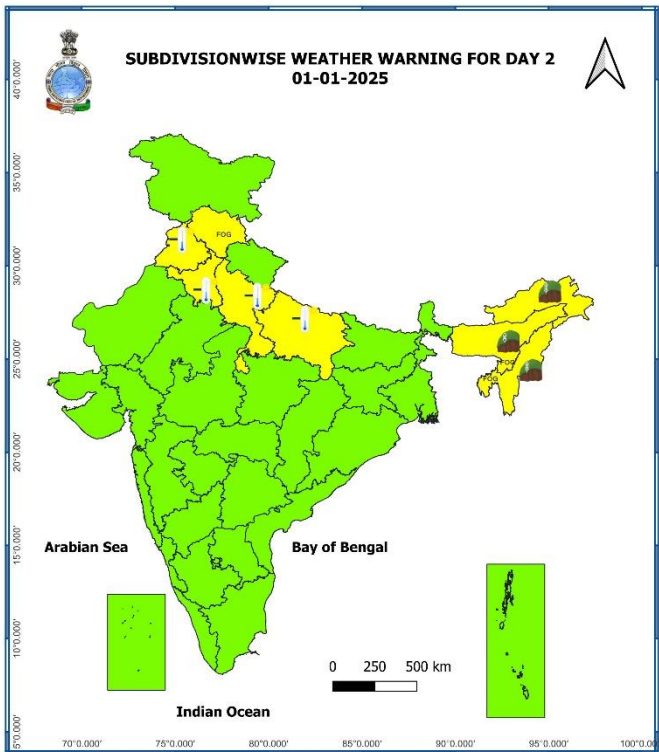 SUBDIVISIONWISE WEATHER WARNING FOR DAY 2
01-01-2025
40°0.000'
35°0.000'
FOG
30°0.000'
25°0.000'
FOG
FOG
20°0.000'
15°0.000'
Arabian Sea
Bay of Bengal
10°0.000'
0 250 500 km
Indian Ocean
5°0.000'
70°0.000' 75°0.000' 80°0.000' 85°0.000' 90°0.000' 95°0.000' 100°0.00